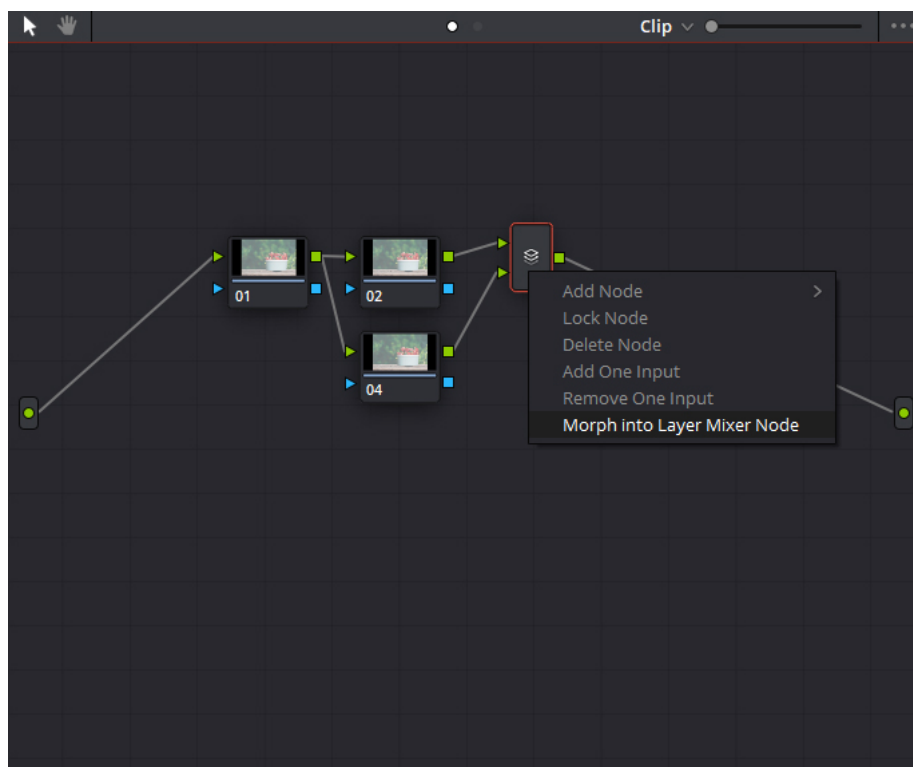 Clip
01
02
04
Add Node
Lock Node
Delete Node
Add One Input
Remove One Input
Morph into Layer Mixer Node